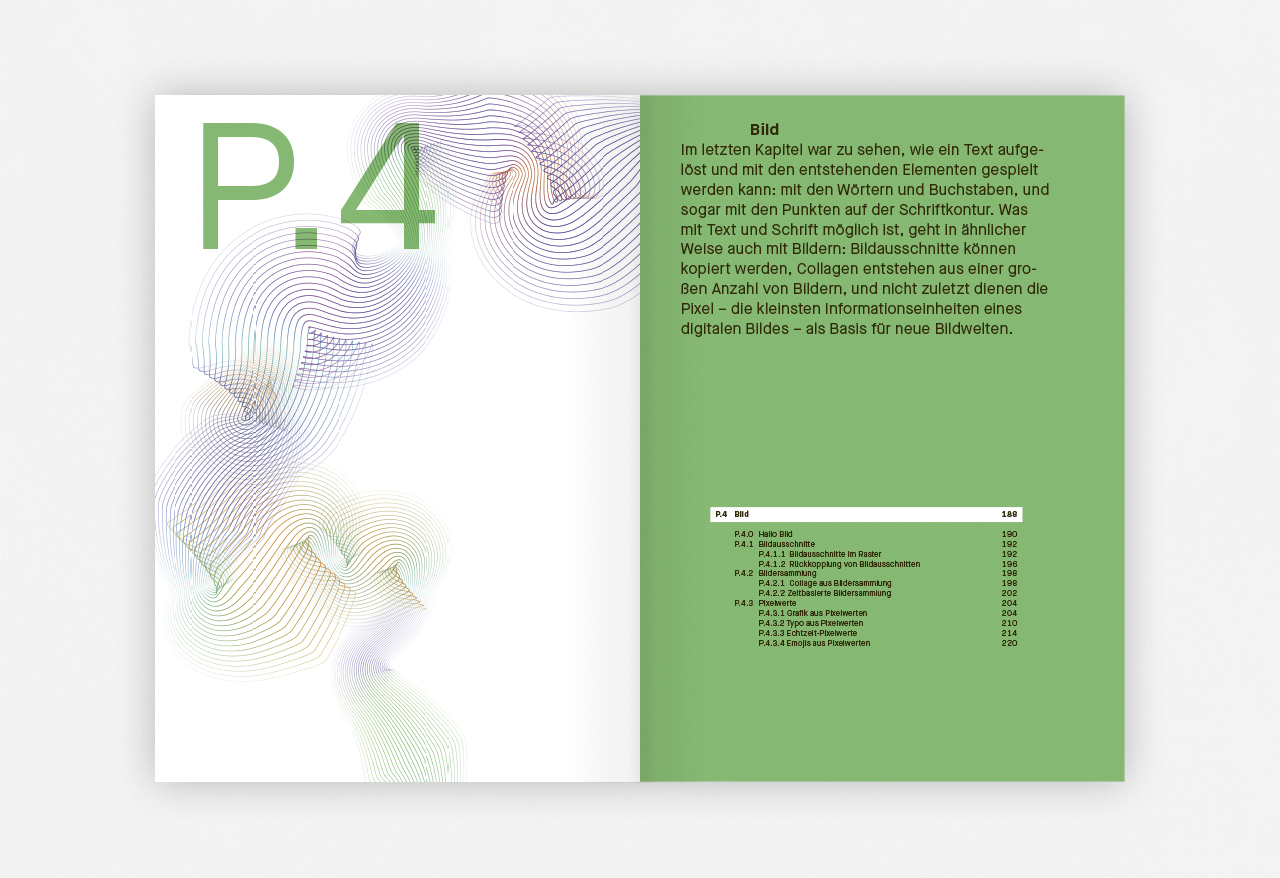 P.4
Bild
Im letzten Kapitel war zu sehen, wie ein Text aufge-
löst und mit den entstehenden Elementen gespielt
werden kann: mit den Wörtern und Buchstaben, und
sogar mit den Punkten auf der Schriftkontur. Was
mit Text und Schrift möglich ist, geht in ähnlicher
Weise auch mit Bildern: Bildausschnitte können
kopiert werden, Collagen entstehen aus einer gro-
ßen Anzahl von Bildern, und nicht zuletzt dienen die
Pixel – die kleinsten Informationseinheiten eines
digitalen Bildes – als Basis für neue Bildwelten.
P.4 Bild 188
P.4.0 Hallo Bild 190
P.4.1 Bildausschnitte 192
P.4.1.1 Bildausschnitte im Raster 192
P.4.1.2 Rückkopplung von Bildausschnitten 196
P.4.2 Bildersammlung 198
P.4.2.1 Collage aus Bildersammlung 198
P.4.2.2 Zeitbasierte Bildersammlung 202
P.4.3 Pixelwerte 204
P.4.3.1 Grafik aus Pixelwerten 204
P.4.3.2 Typo aus Pixelwerten 210
P.4.3.3 Echtzeit-Pixelwerte 214
P.4.3.4 Emojis aus Pixelwerten 220